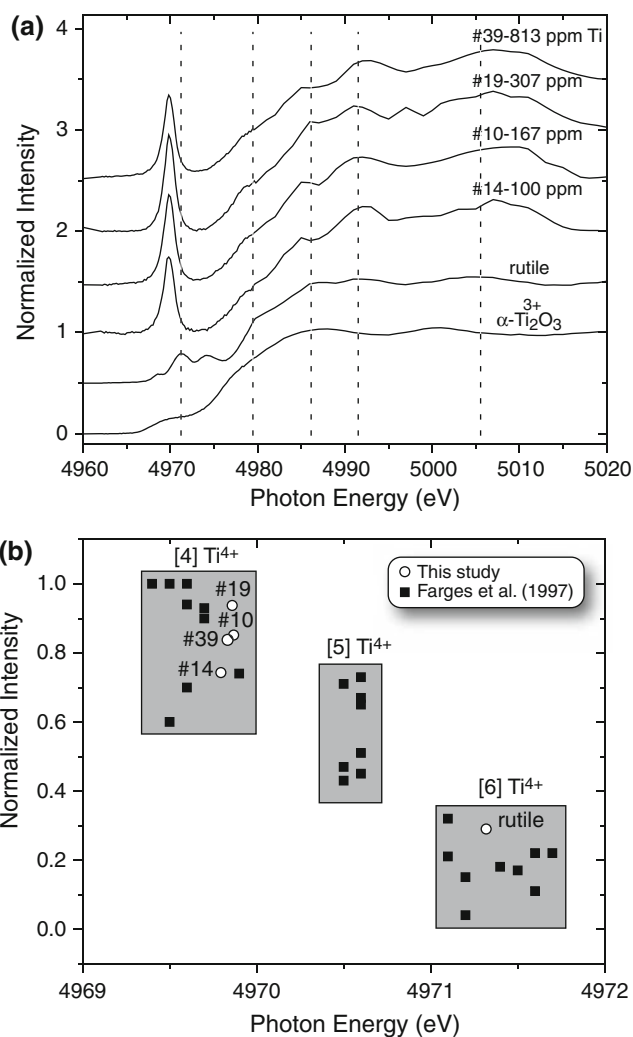 (a)
4
3
2
1
0
Normalized Intensity
#39-813 ppm Ti
#19-307 ppm
#10-167 ppm
#14-100 ppm
rutile
3+
α-Ti₂O₃
4960 4970 4980 4990 5000 5010 5020
Photon Energy (eV)
(b)
1.0
0.8
0.6
0.4
0.2
0.0
Normalized Intensity
[4] Ti⁴⁺
#19
#10
#39
#14
[5] Ti⁴⁺
[6] Ti⁴⁺
rutile
This study
Farges et al. (1997)
4969 4970 4971 4972
Photon Energy (eV)